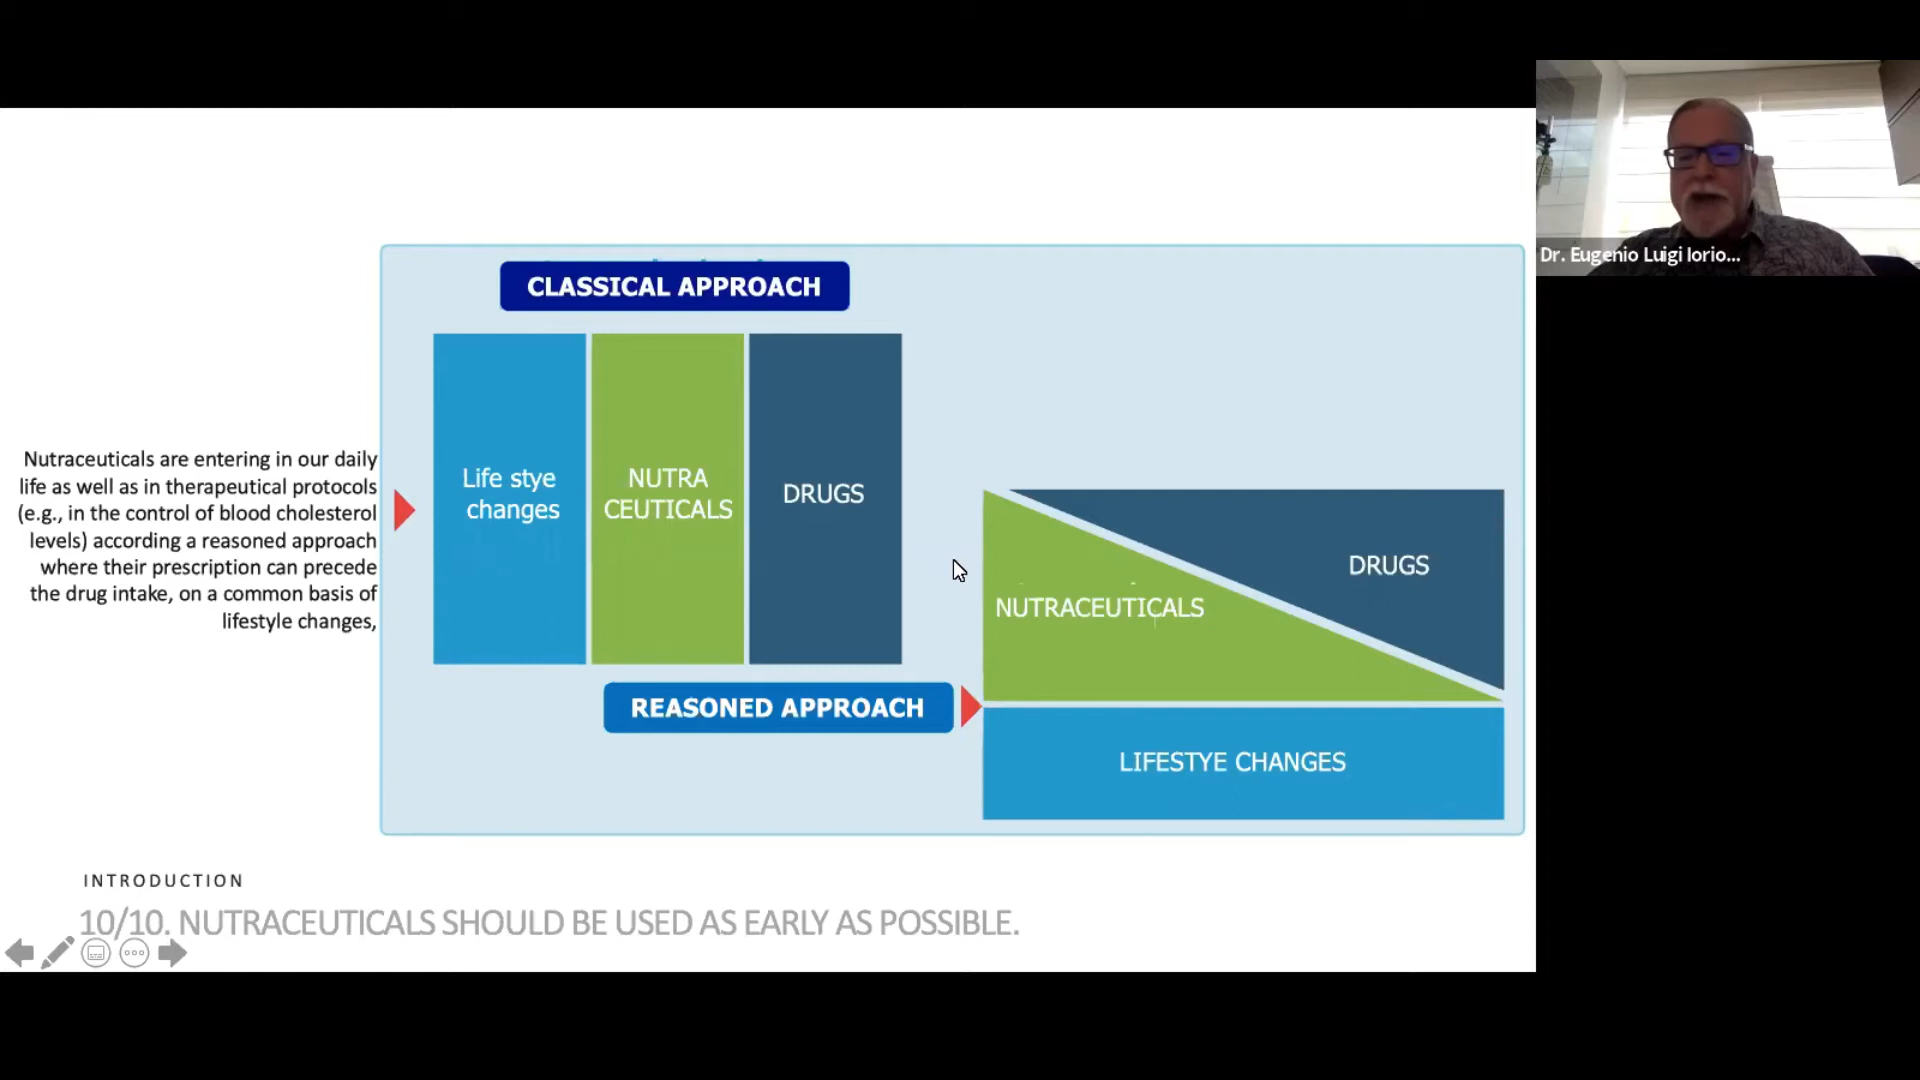 Dr. Eugenio Luigi Iorio...
CLASSICAL APPROACH
Life stye
changes
NUTRA
CEUTICALS
DRUGS
Nutraceuticals are entering in our daily
life as well as in therapeutical protocols
(e.g., in the control of blood cholesterol
levels) according a reasoned approach
where their prescription can precede
the drug intake, on a common basis of
lifestyle changes,
DRUGS
NUTRACEUTICALS
REASONED APPROACH
LIFESTYE CHANGES
INTRODUCTION
10/10. NUTRACEUTICALS SHOULD BE USED AS EARLY AS POSSIBLE.